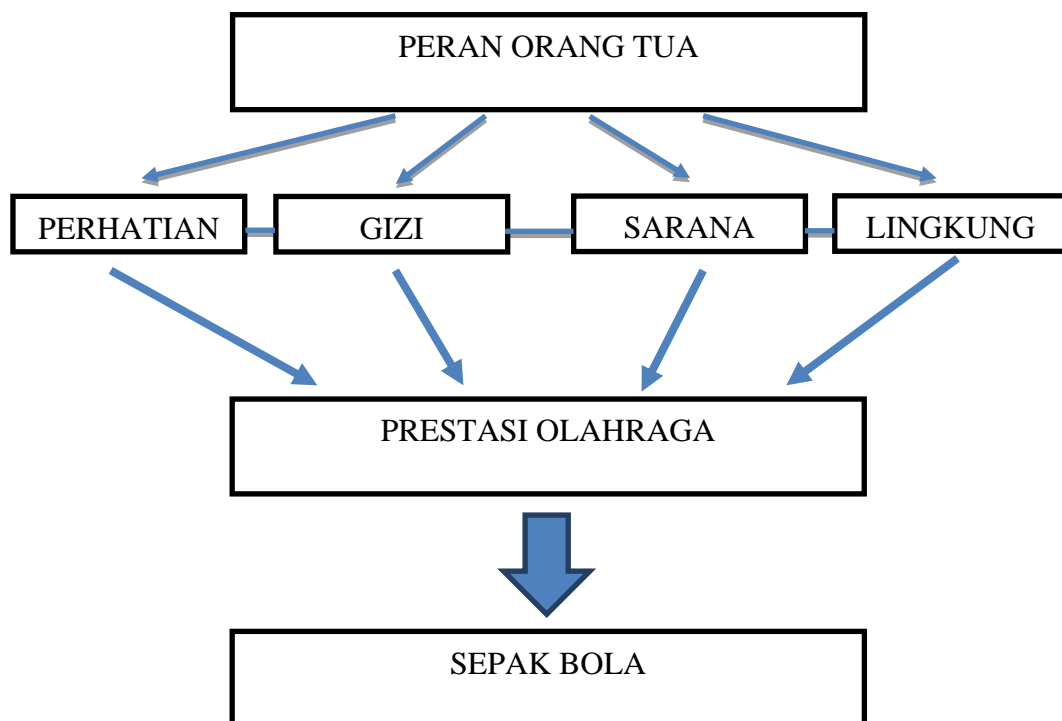 PERAN ORANG TUA
PERHATIAN GIZI SARANA LINGKUNG
PRESTASI OLAHRAGA
SEPAK BOLA